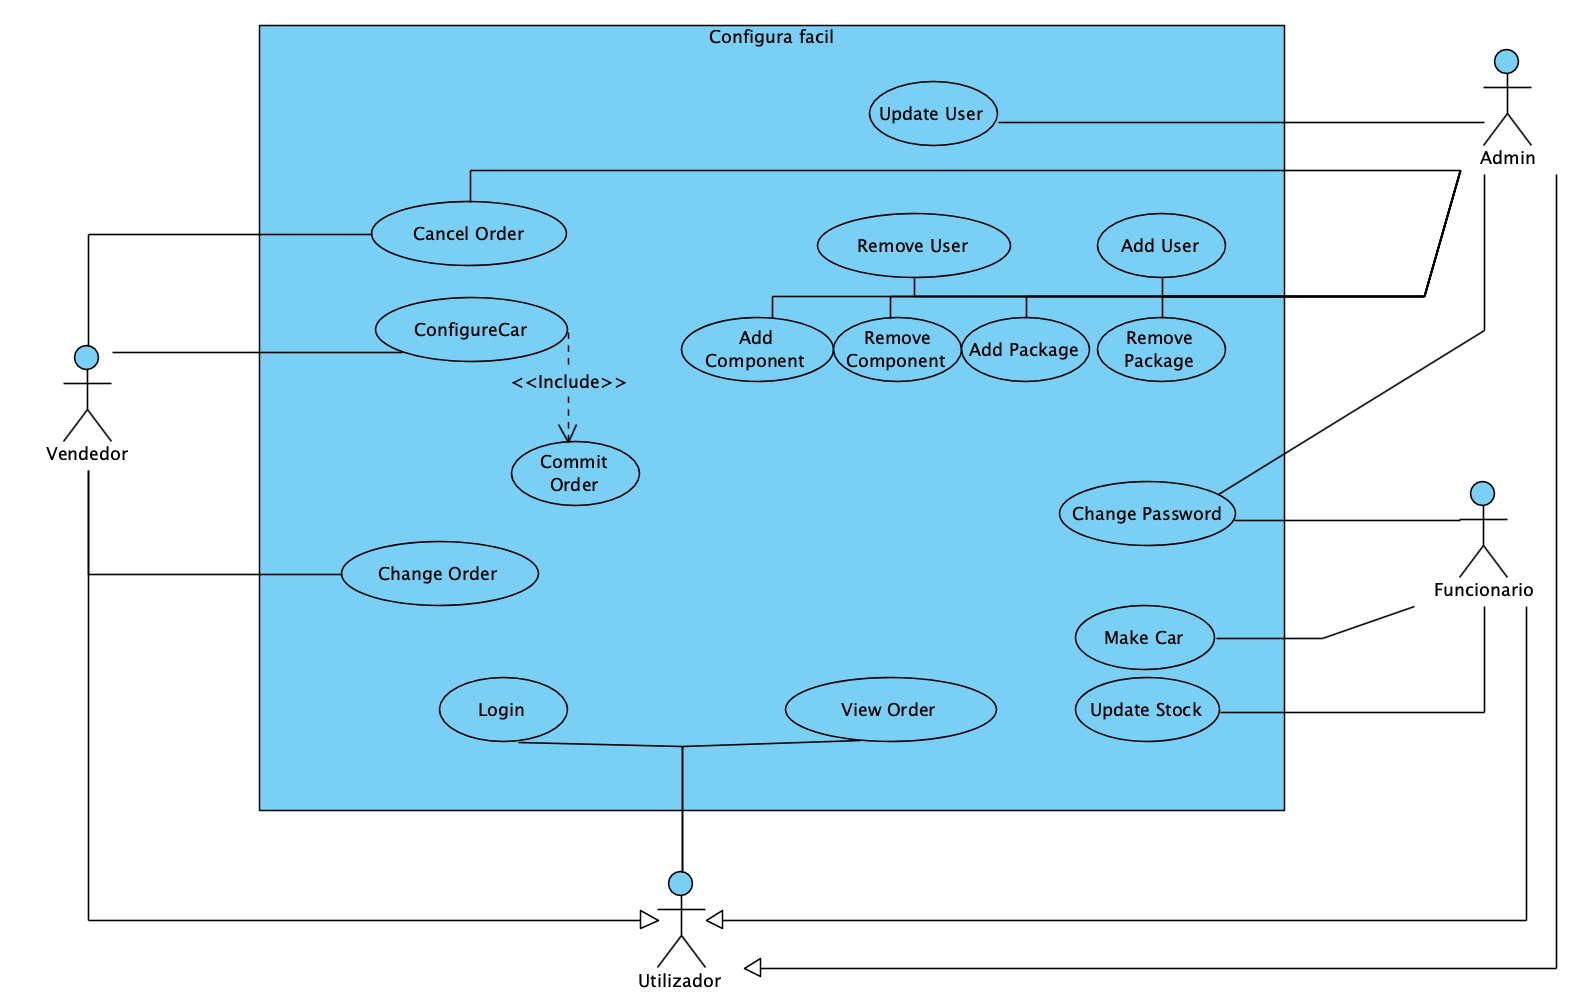 Configura facil
Update User
Admin
Cancel Order
Remove User
Add User
ConfigureCar
Add
Component
Remove
Component
Add Package
Remove
Package
<<Include>>
Vendedor
Commit
Order
Change Password
Change Order
Funcionario
Make Car
Login
View Order
Update Stock
Utilizador